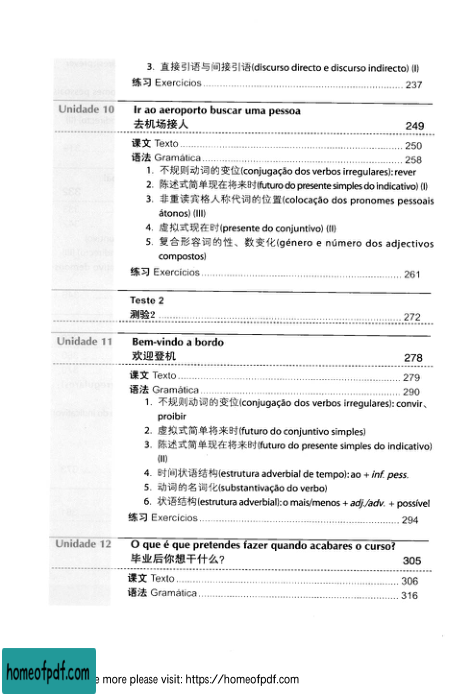 3. 直接引语与间接引语(discurso directo e discurso indirecto) (I)
练习 Exercícios ........ 237
Unidade 10 Ir ao aeroporto buscar uma pessoa
去机场接人 249
课文 Texto ........ 250
语法 Gramática ........ 258
1. 不规则动词的变位(conjugação dos verbos irregulares): rever
2. 陈述式简单现在将来时(futuro do presente simples do indicativo) (I)
3. 非重读宾格人称代词的位置(colocação dos pronomes pessoais
átonos) (III)
4. 虚拟式现在时(presente do conjuntivo) (II)
5. 复合形容词的性、数变化(género e número dos adjectivos
compostos)
练习 Exercícios ........ 261
Teste 2
测验2 ........ 272
Unidade 11 Bem-vindo a bordo
欢迎登机 278
课文 Texto ........ 279
语法 Gramática ........ 290
1. 不规则动词的变位(conjugação dos verbos irregulares): convir、
proibir
2. 虚拟式简单将来时(futuro do conjuntivo simples)
3. 陈述式简单现在将来时(futuro do presente simples do indicativo)
(II)
4. 时间状语结构(estrutura adverbial de tempo): ao + inf. pess.
5. 动词的名词化(substantivação do verbo)
6. 状语结构(estrutura adverbial): o mais/menos + adj./adv. + possível
练习 Exercícios ........ 294
Unidade 12 O que é que pretendes fazer quando acabares o curso?
毕业后你想干什么? 305
课文 Texto ........ 306
语法 Gramática ........ 316
homeofpdf.com
e more please visit: https://homeofpdf.com